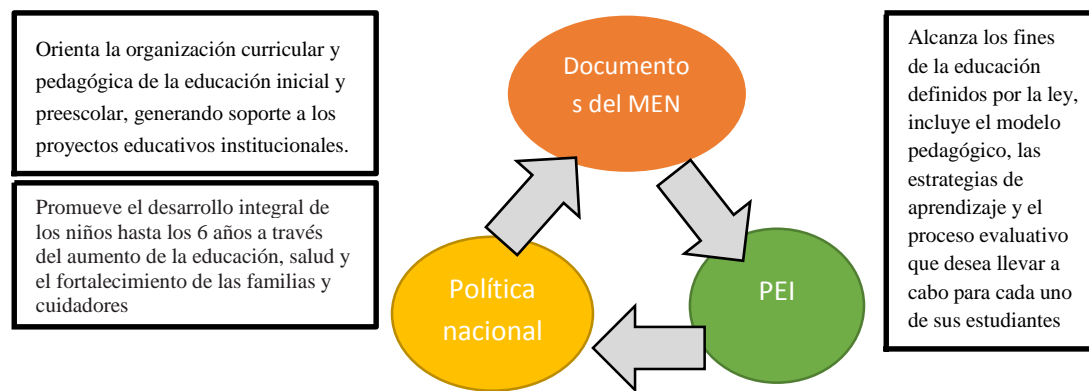 Orienta la organización curricular y
pedagógica de la educación inicial y
preescolar, generando soporte a los
proyectos educativos institucionales.
Promueve el desarrollo integral de
los niños hasta los 6 años a través
del aumento de la educación, salud y
el fortalecimiento de las familias y
cuidadores
Documento
s del MEN
Política
nacional
PEI
Alcanza los fines
de la educación
definidos por la ley,
incluye el modelo
pedagógico, las
estrategias de
aprendizaje y el
proceso evaluativo
que desea llevar a
cabo para cada uno
de sus estudiantes